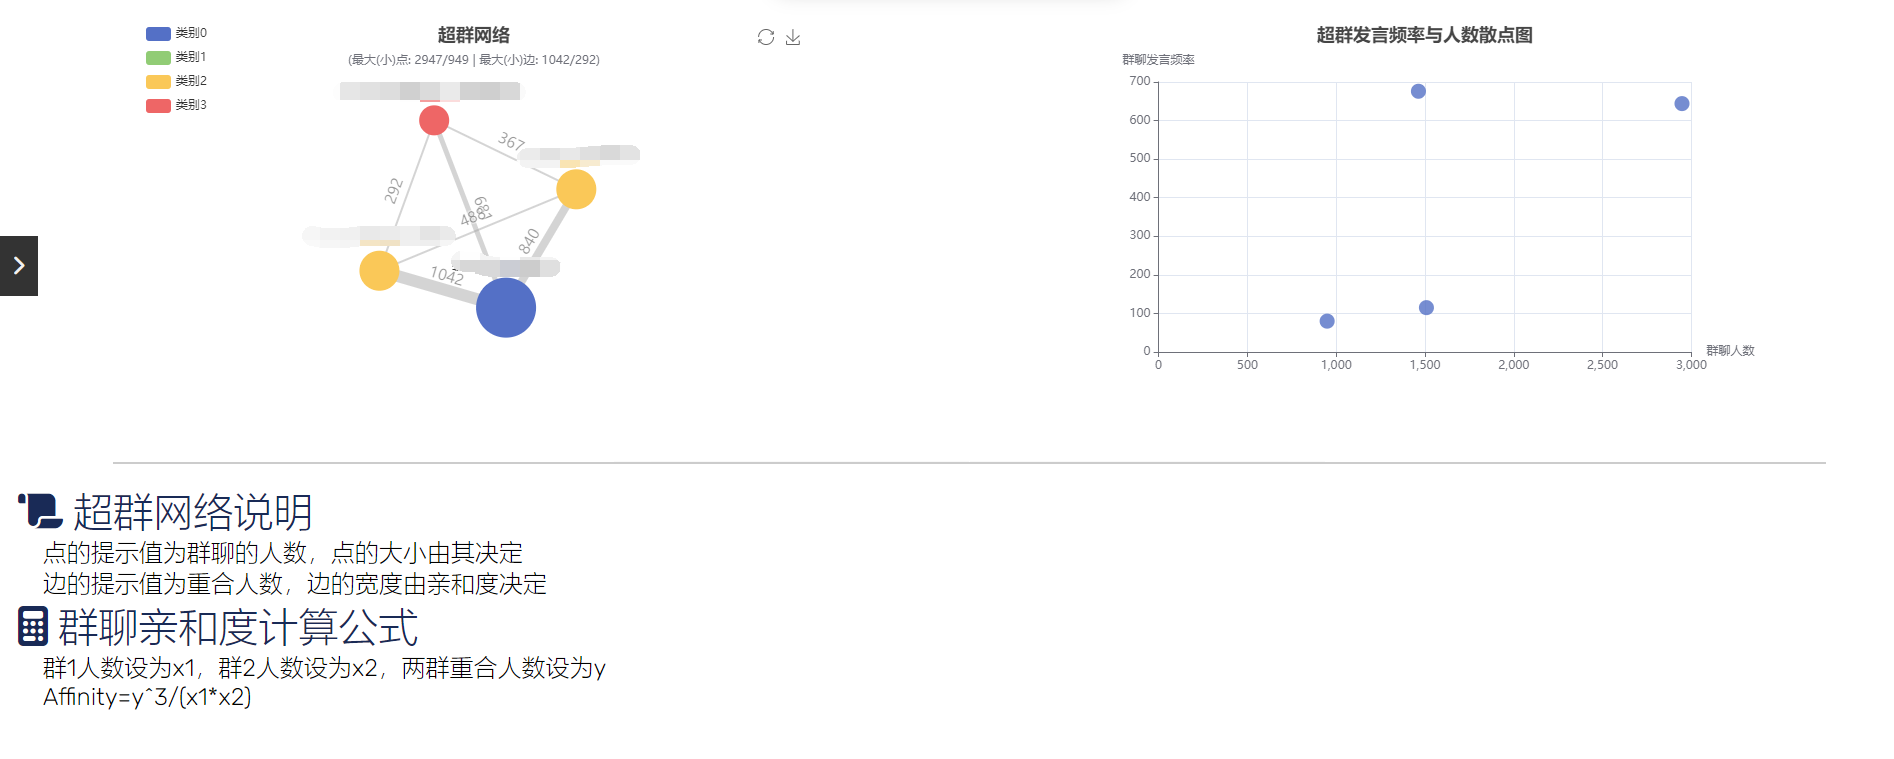 类别0
类别1
类别2
类别3
超群网络
(最大(小)点: 2947/949 | 最大(小)边: 1042/292)
367
292
681
840
1042
超群发言频率与人数散点图
群聊发言频率
700
600
500
400
300
200
100
0
0
500
1,000
1,500
2,000
2,500
3,000
群聊人数
超群网络说明
点的提示值为群聊的人数，点的大小由其决定
边的提示值为重合人数，边的宽度由亲和度决定
群聊亲和度计算公式
群1人数设为x1，群2人数设为x2，两群重合人数设为y
Affinity=y^3/(x1*x2)